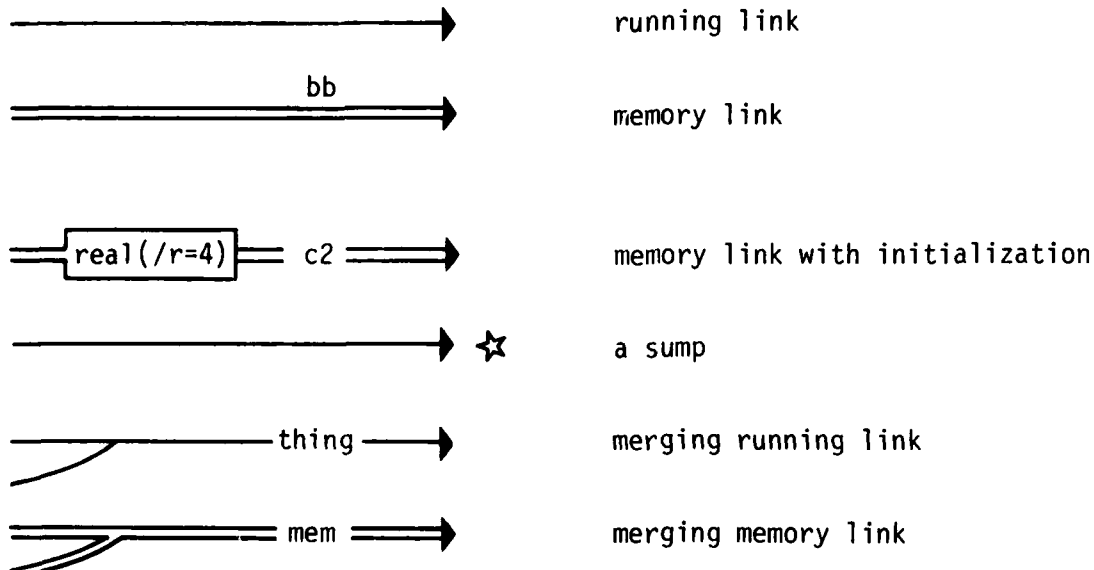 running link
bb
memory link
real(/r=4) c2 memory link with initialization
a sump
thing merging running link
mem merging memory link